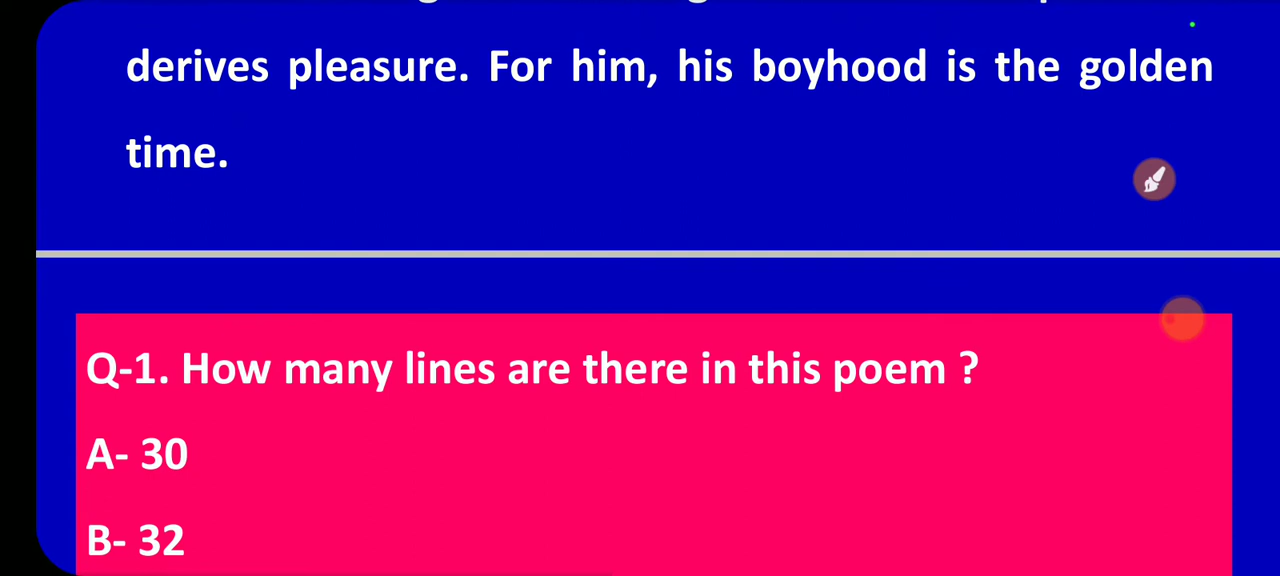 derives pleasure. For him, his boyhood is the golden
time.
Q-1. How many lines are there in this poem ?
A- 30
B- 32